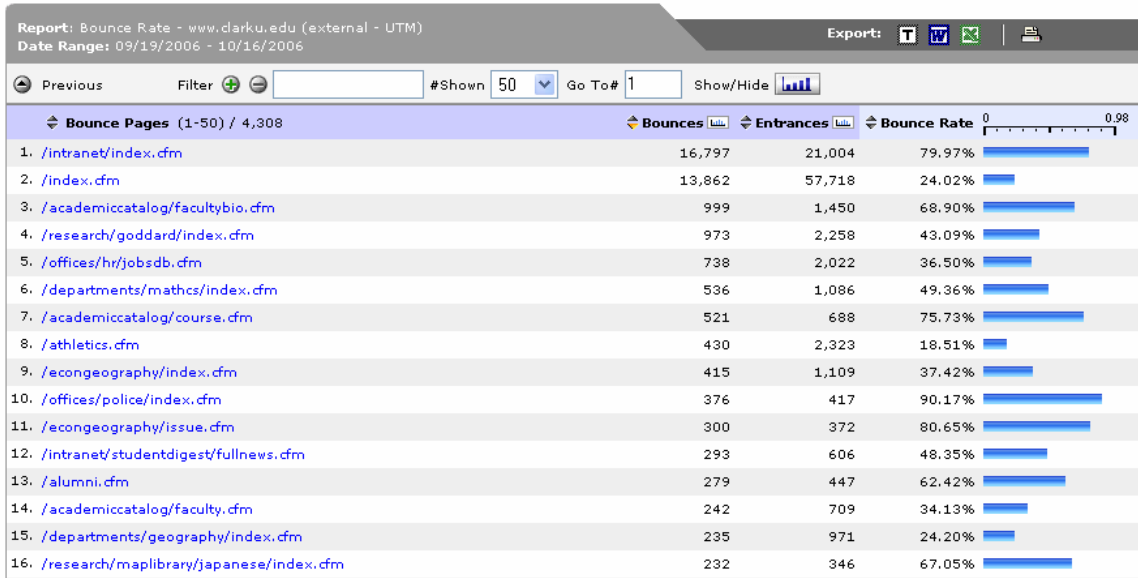 Report: Bounce Rate - www.clarku.edu (external - UTM)
Date Range: 09/19/2006 - 10/16/2006
Export: T W X
Previous Filter #Shown 50 Go To# 1 Show/Hide
Bounce Pages (1-50) / 4,308 Bounces Entrances Bounce Rate 0 0.98
1. /intranet/index.cfm 16,797 21,004 79.97%
2. /index.cfm 13,862 57,718 24.02%
3. /academiccatalog/facultybio.cfm 999 1,450 68.90%
4. /research/goddard/index.cfm 973 2,258 43.09%
5. /offices/hr/jobsdb.cfm 738 2,022 36.50%
6. /departments/mathcs/index.cfm 536 1,086 49.36%
7. /academiccatalog/course.cfm 521 688 75.73%
8. /athletics.cfm 430 2,323 18.51%
9. /econgeography/index.cfm 415 1,109 37.42%
10. /offices/police/index.cfm 376 417 90.17%
11. /econgeography/issue.cfm 300 372 80.65%
12. /intranet/studentdigest/fullnews.cfm 293 606 48.35%
13. /alumni.cfm 279 447 62.42%
14. /academiccatalog/faculty.cfm 242 709 34.13%
15. /departments/geography/index.cfm 235 971 24.20%
16. /research/maplibrary/japanese/index.cfm 232 346 67.05%